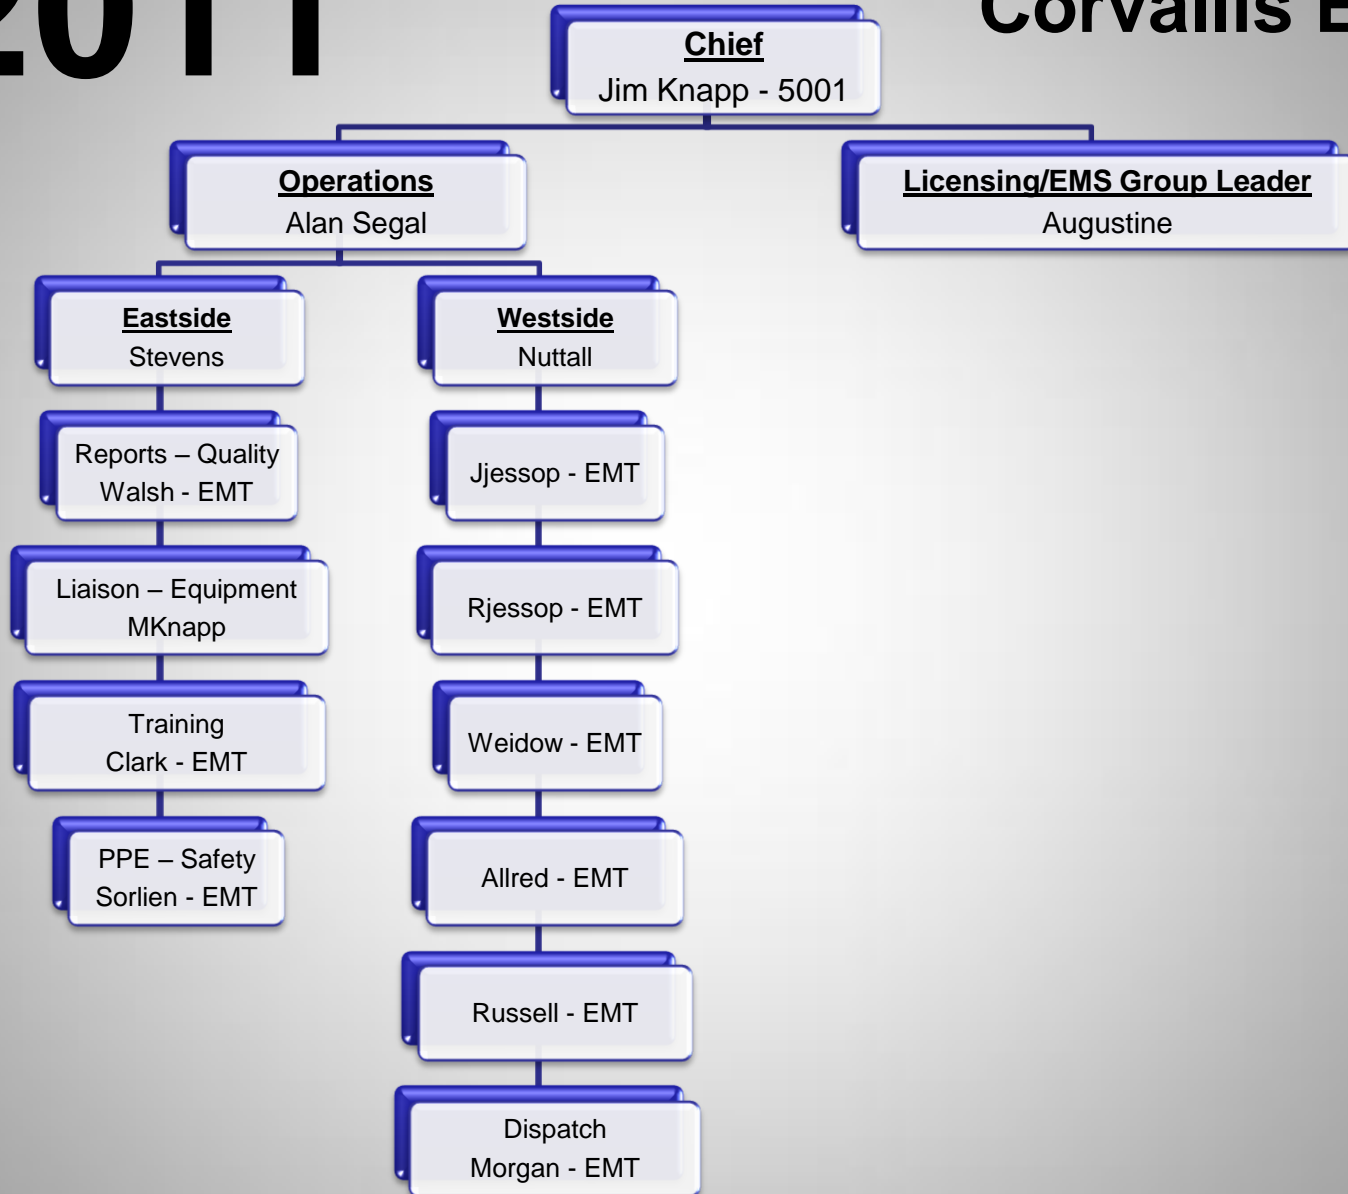 2011
Corvallis E
Chief
Jim Knapp - 5001
Operations
Alan Segal
Licensing/EMS Group Leader
Augustine
Eastside
Stevens
Westside
Nuttall
Reports – Quality
Walsh - EMT
Jjessop - EMT
Liaison – Equipment
MKnapp
Rjessop - EMT
Training
Clark - EMT
Weidow - EMT
PPE – Safety
Sorlien - EMT
Allred - EMT
Russell - EMT
Dispatch
Morgan - EMT